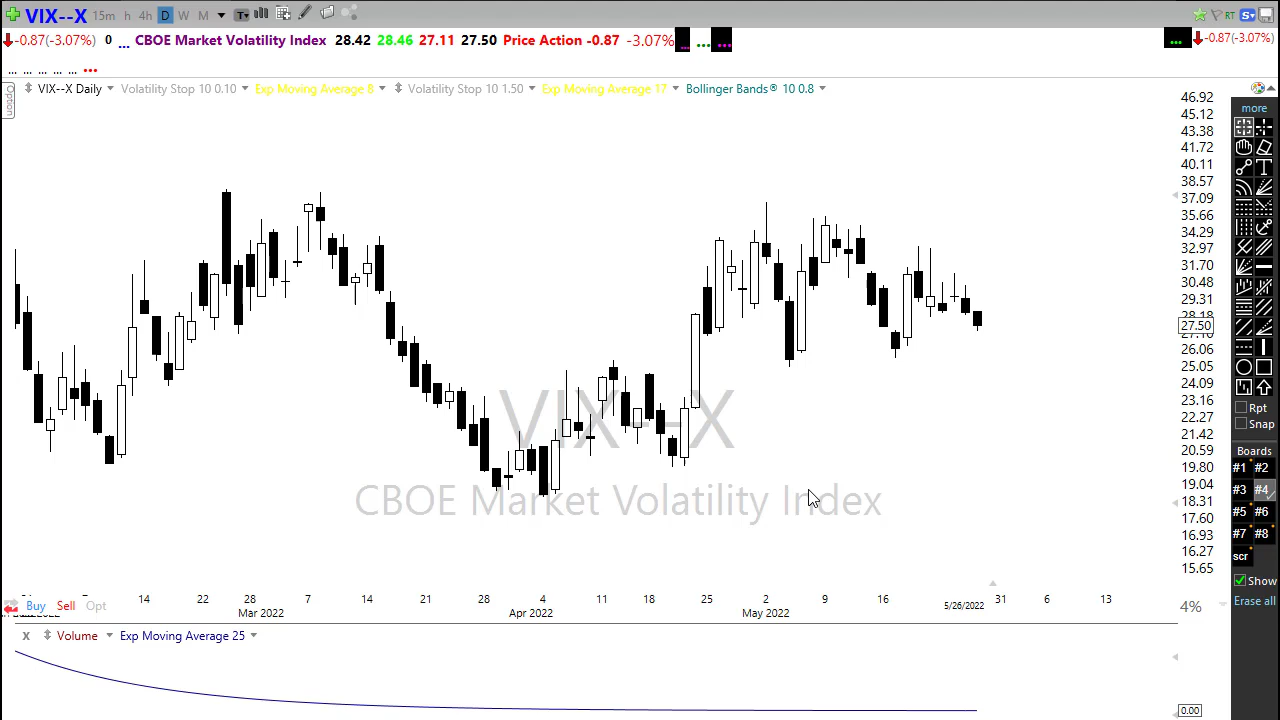 VIX--X 15m h 4h D W M T RT S
-0.87(-3.07%) 0 ... CBOE Market Volatility Index 28.42 28.46 27.11 27.50 Price Action -0.87 -3.07% ... ... ... ... -0.87(-3.07%)
... ... ... ... ... ...
Option VIX--X Daily Volatility Stop 10 0.10 Exp Moving Average 8 Volatility Stop 10 1.50 Exp Moving Average 17 Bollinger Bands® 10 0.8
46.92
45.12
43.38
41.72
40.11
38.57
37.09
35.66
34.29
32.97
31.70
30.48
29.31
28.18
27.50
27.10
26.06
25.05
24.09
23.16
22.27
21.42
20.59
19.80
19.04
18.31
17.60
16.93
16.27
15.65
more
T
Rpt
Snap
Boards
#1 #2
#3 #4
#5 #6
#7 #8
scr
Show
Erase all
VIX--X
CBOE Market Volatility Index
14 22 28 7 14 21 28 4 11 18 25 2 9 16 5/26/2022 31 6 13
Buy Sell Opt
Mar 2022 Apr 2022 May 2022
4%
X Volume Exp Moving Average 25
0.00